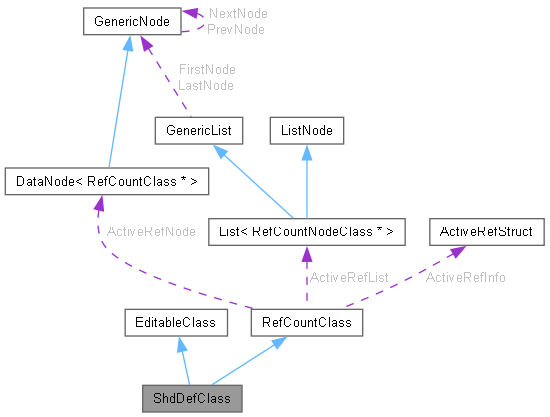 GenericNode
NextNode
PrevNode
FirstNode
LastNode
GenericList
ListNode
DataNode< RefCountClass * >
ActiveRefNode
List< RefCountNodeClass * >
ActiveRefStruct
ActiveRefList
ActiveRefInfo
EditableClass
RefCountClass
ShdDefClass